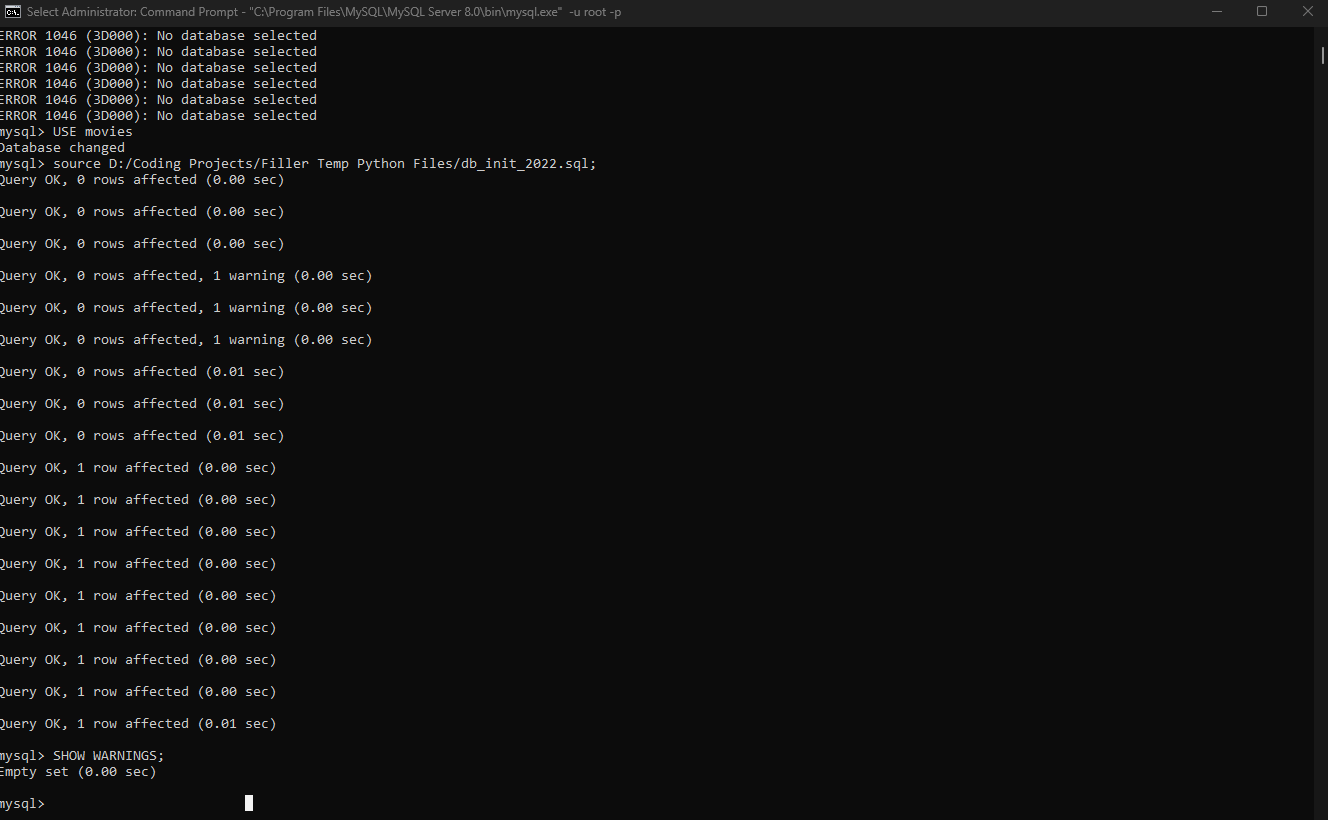 Select Administrator: Command Prompt - "C:\Program Files\MySQL\MySQL Server 8.0\bin\mysql.exe" -u root -p
ERROR 1046 (3D000): No database selected
ERROR 1046 (3D000): No database selected
ERROR 1046 (3D000): No database selected
ERROR 1046 (3D000): No database selected
ERROR 1046 (3D000): No database selected
ERROR 1046 (3D000): No database selected
mysql> USE movies
Database changed
mysql> source D:/Coding Projects/Filler Temp Python Files/db_init_2022.sql;
Query OK, 0 rows affected (0.00 sec)
Query OK, 0 rows affected (0.00 sec)
Query OK, 0 rows affected (0.00 sec)
Query OK, 0 rows affected, 1 warning (0.00 sec)
Query OK, 0 rows affected, 1 warning (0.00 sec)
Query OK, 0 rows affected, 1 warning (0.00 sec)
Query OK, 0 rows affected (0.01 sec)
Query OK, 0 rows affected (0.01 sec)
Query OK, 0 rows affected (0.01 sec)
Query OK, 1 row affected (0.00 sec)
Query OK, 1 row affected (0.00 sec)
Query OK, 1 row affected (0.00 sec)
Query OK, 1 row affected (0.00 sec)
Query OK, 1 row affected (0.00 sec)
Query OK, 1 row affected (0.00 sec)
Query OK, 1 row affected (0.00 sec)
Query OK, 1 row affected (0.00 sec)
Query OK, 1 row affected (0.01 sec)
mysql> SHOW WARNINGS;
Empty set (0.00 sec)
mysql>